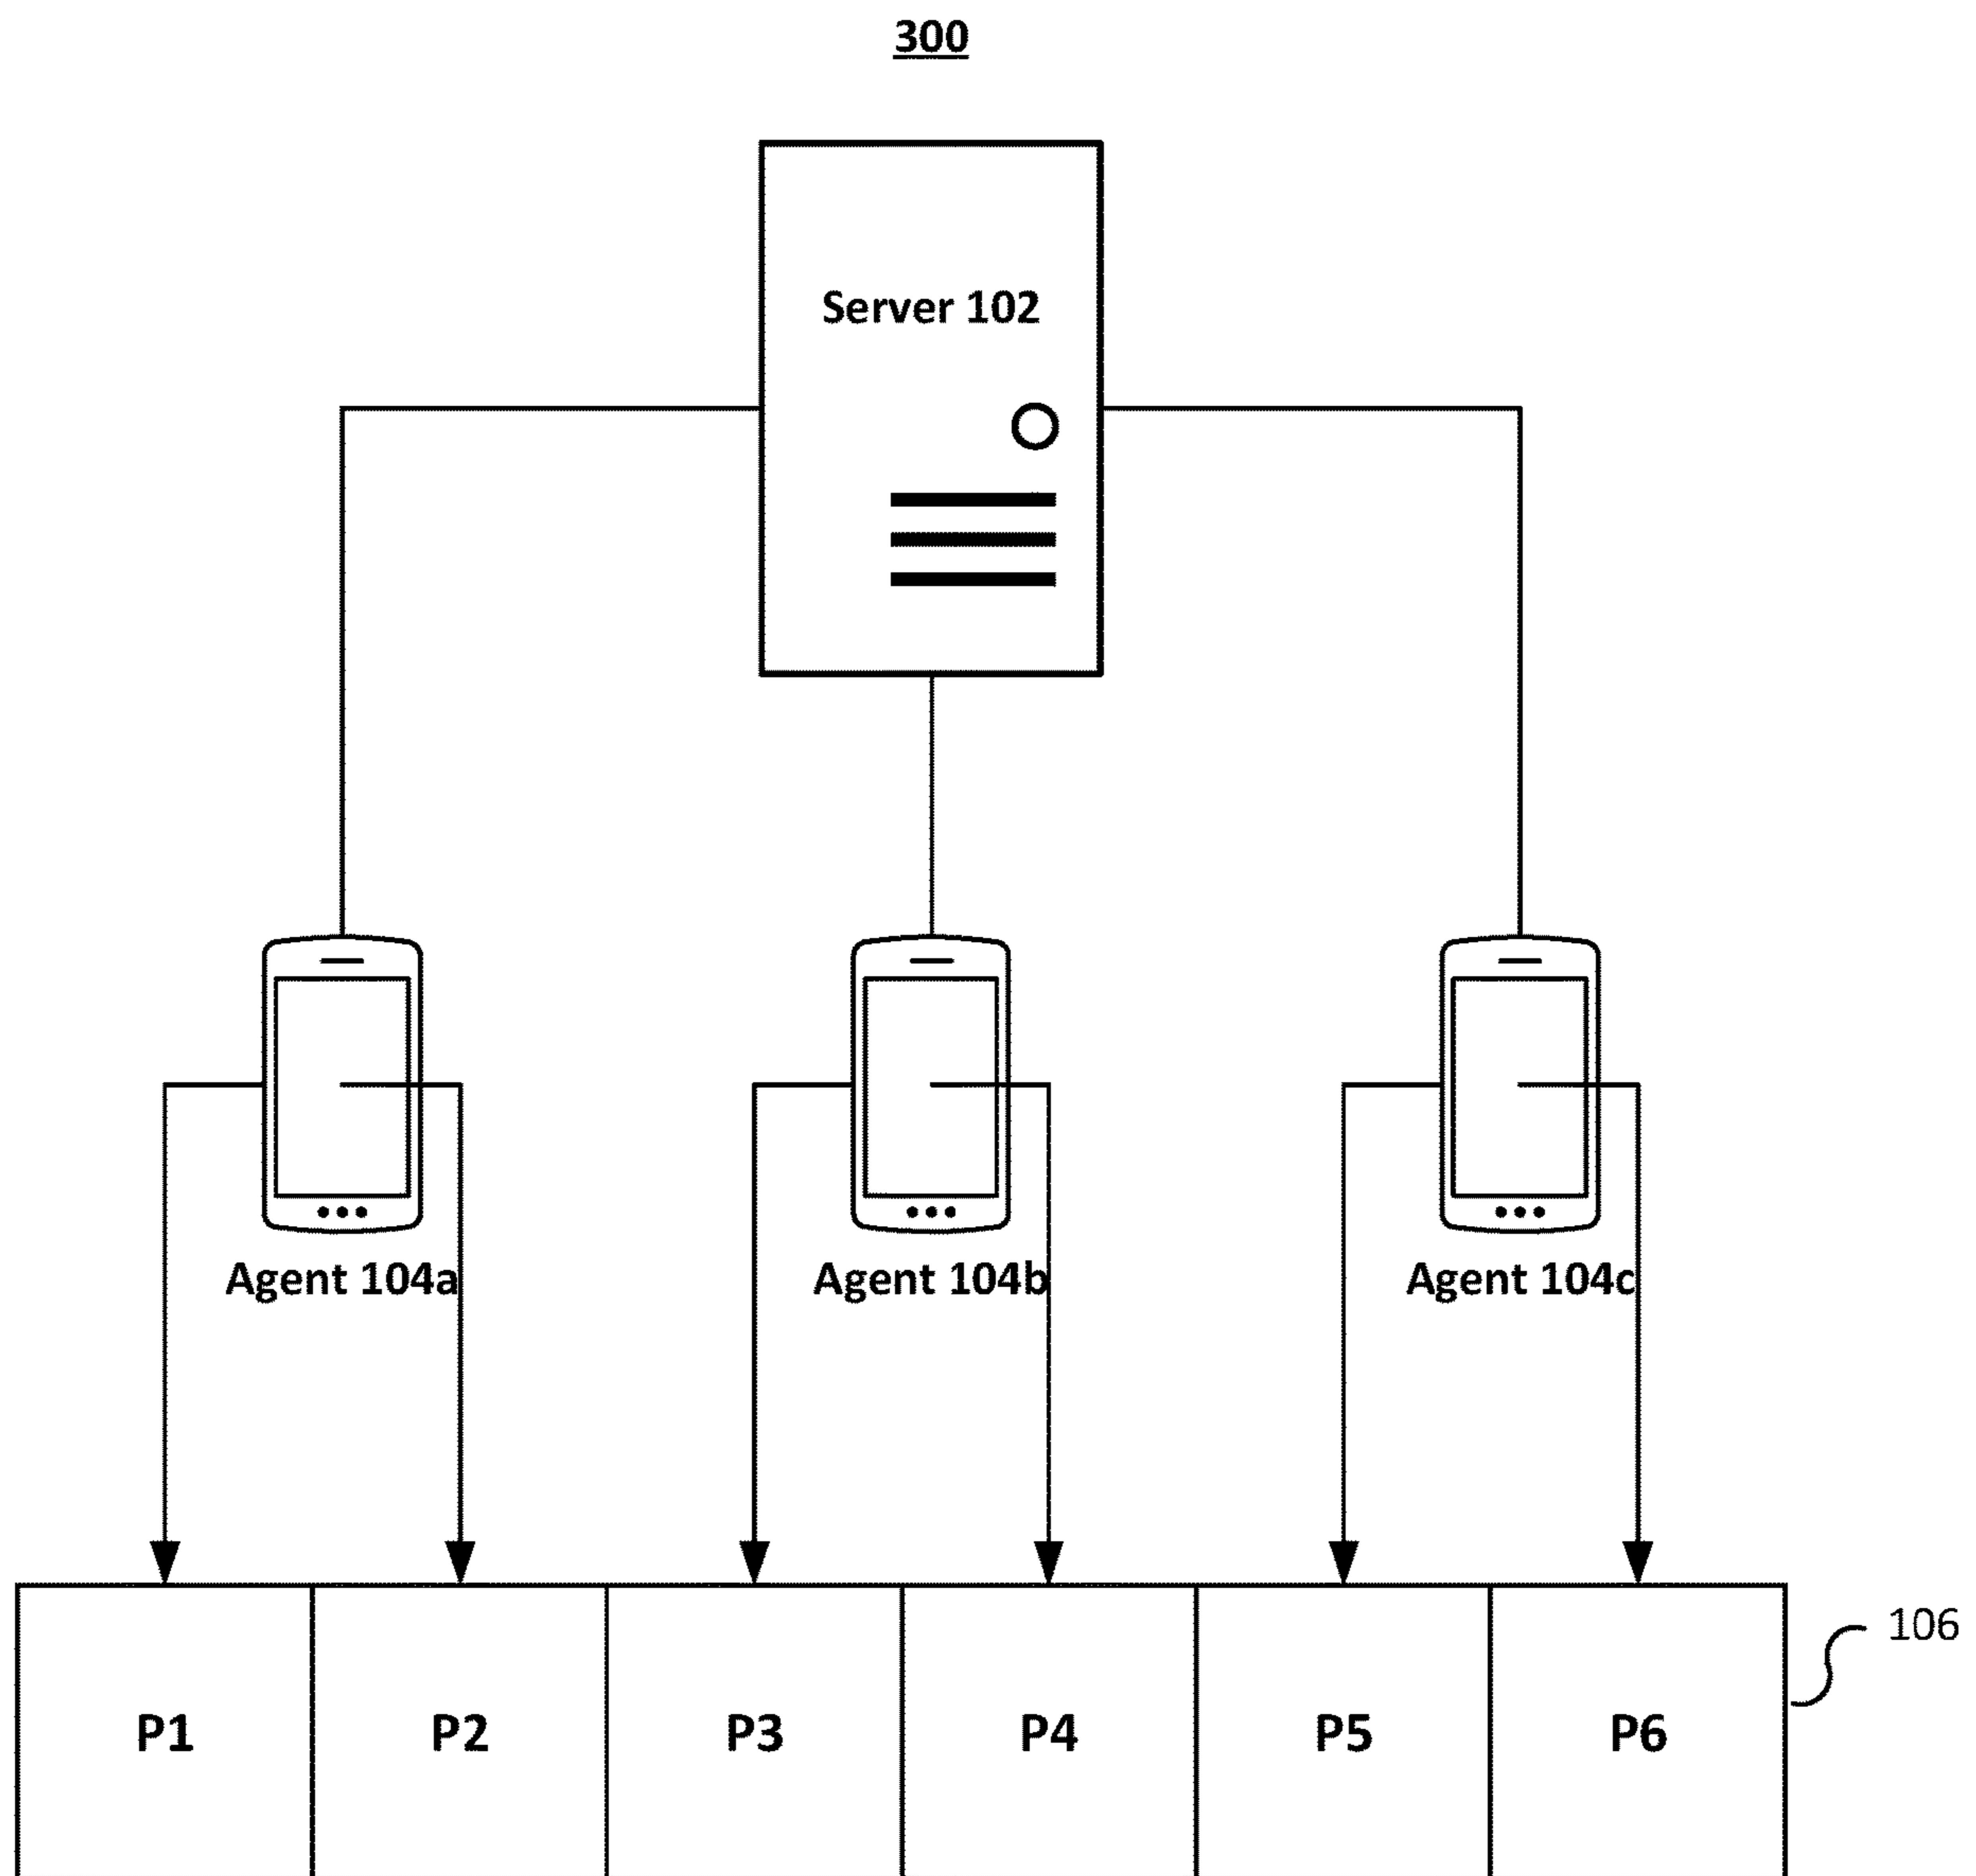 300
Server 102
Agent 104a Agent 104b Agent 104c
106
P1 P2 P3 P4 P5 P6